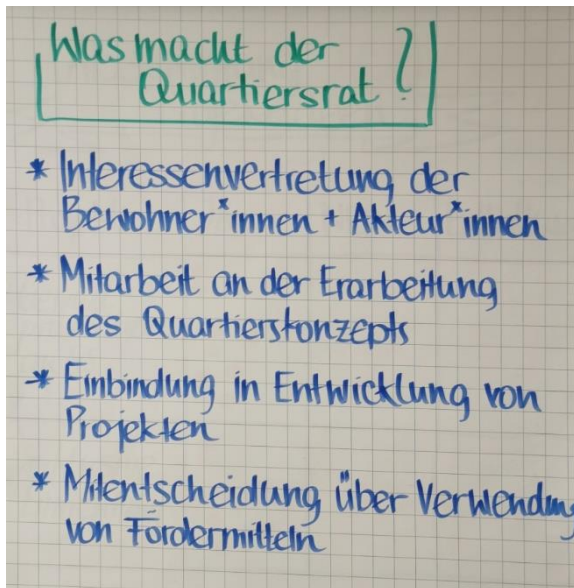 Was macht der
Quartiersrat?
* Interessenvertretung der
Bewohner*innen + Akteur*innen
* Mitarbeit an der Erarbeitung
des Quartierskonzepts
* Einbindung in Entwicklung von
Projekten
* Mitentscheidung über Verwendung
von Fördermitteln